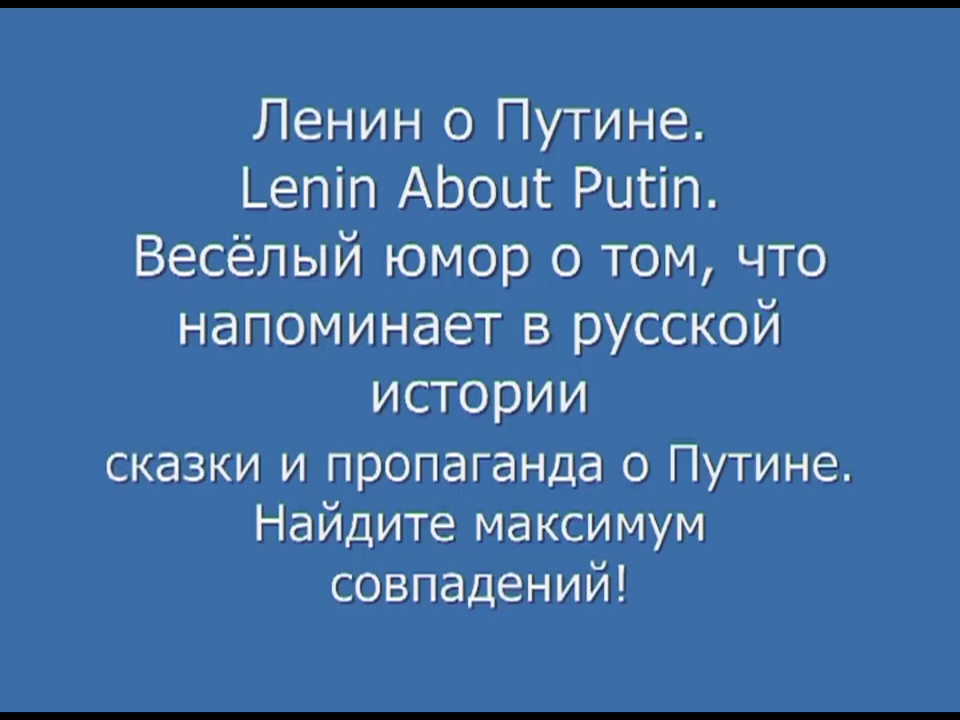 Ленин о Путине.
Lenin About Putin.
Весёлый юмор о том, что
напоминает в русской
истории
сказки и пропаганда о Путине.
Найдите максимум
совпадений!